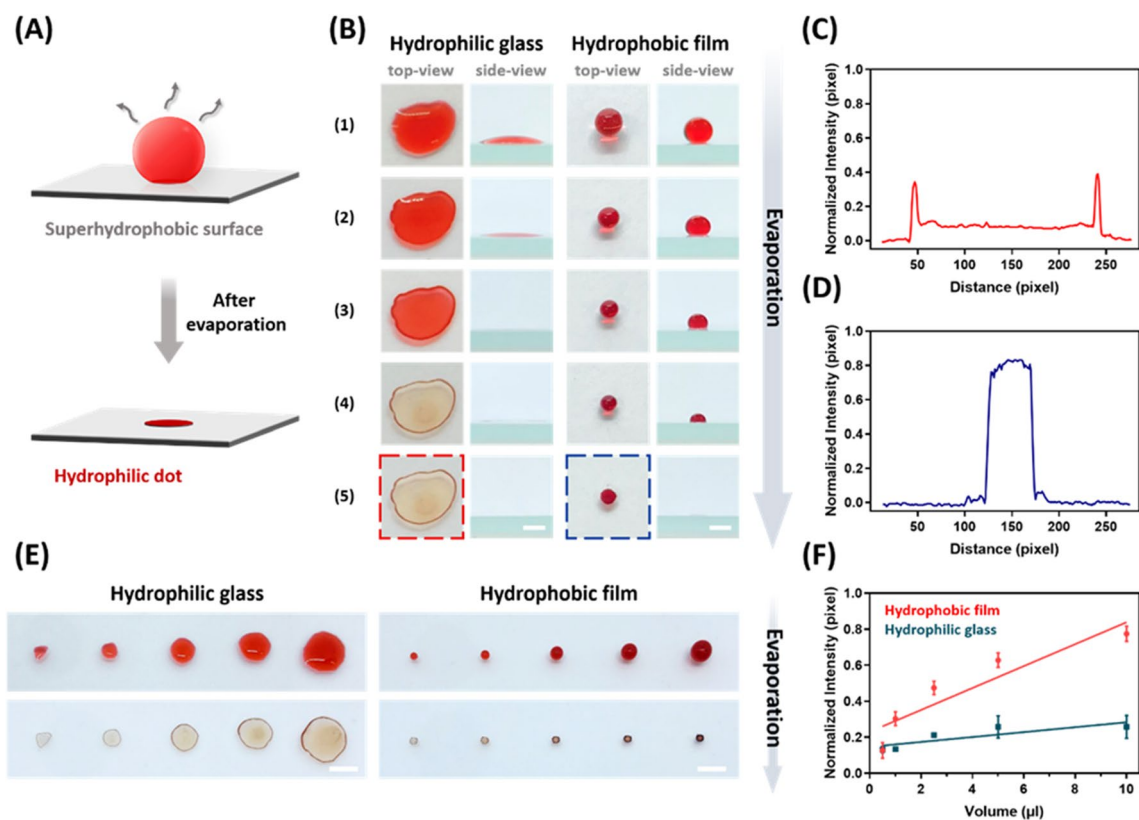 (A)
Superhydrophobic surface
After
evaporation
Hydrophilic dot
(B)
Hydrophilic glass Hydrophobic film
top-view side-view top-view side-view
(1)
(2)
(3)
(4)
(5)
Evaporation
(C)
Normalized Intensity (pixel)
1.0
0.8
0.6
0.4
0.2
0.0
50 100 150 200 250
Distance (pixel)
(D)
Normalized Intensity (pixel)
1.0
0.8
0.6
0.4
0.2
0.0
50 100 150 200 250
Distance (pixel)
(E)
Hydrophilic glass Hydrophobic film
Evaporation
(F)
Normalized Intensity (pixel)
1.0
0.8
0.6
0.4
0.2
0.0
Hydrophobic film
Hydrophilic glass
0 2 4 6 8 10
Volume (µl)